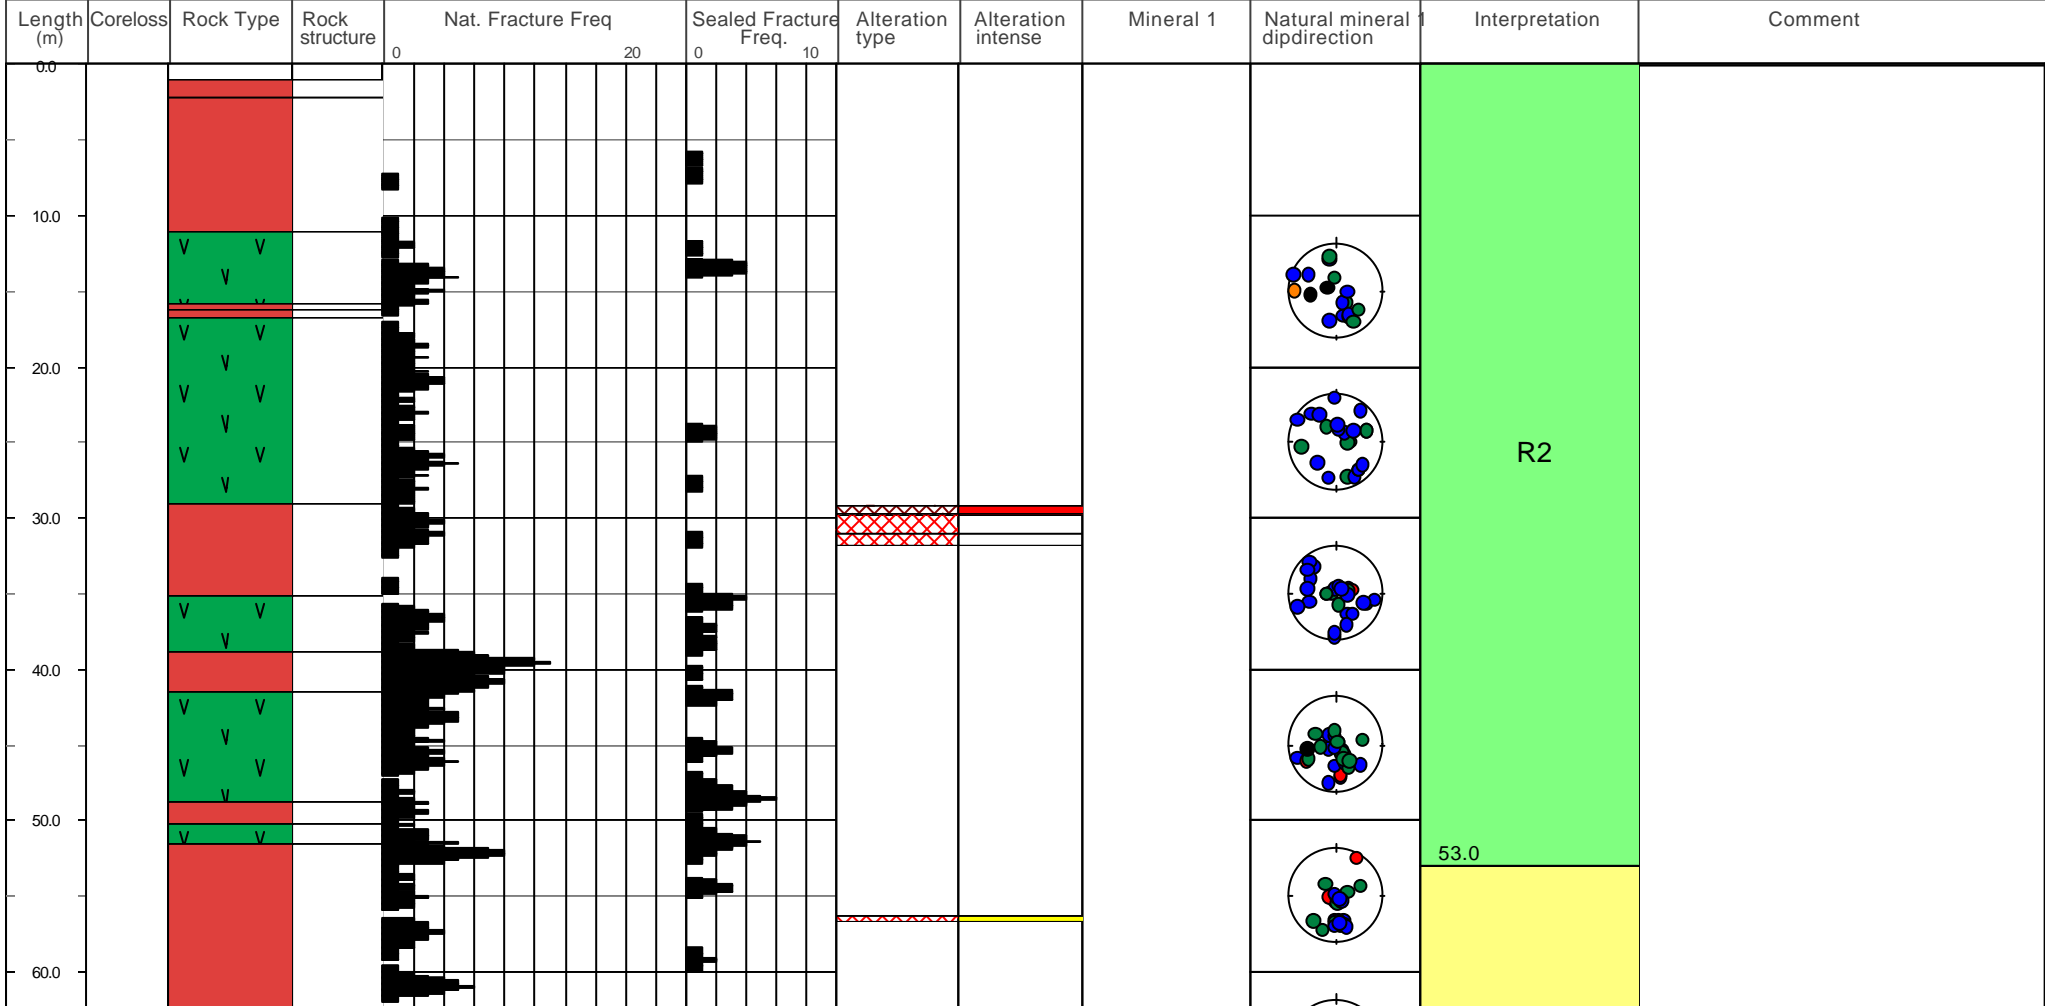 Length Coreloss Rock Type Rock Nat. Fracture Freq Sealed Fracture Alteration Alteration Mineral 1 Natural mineral 1 Interpretation Comment
(m) structure Freq. type intense dipdirection
0 20 0 10
0.0
10.0
20.0
R2
30.0
40.0
50.0
53.0
60.0